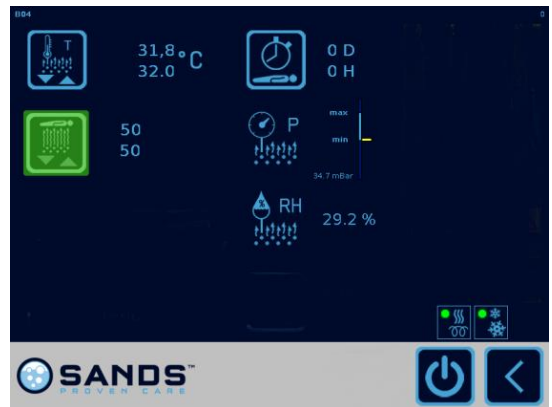 B04
0
T
31,8 °C
32.0
0 D
0 H
50
50
P
max
min
34.7 mBar
RH
29.2 %
SANDS™
PROVEN CARE